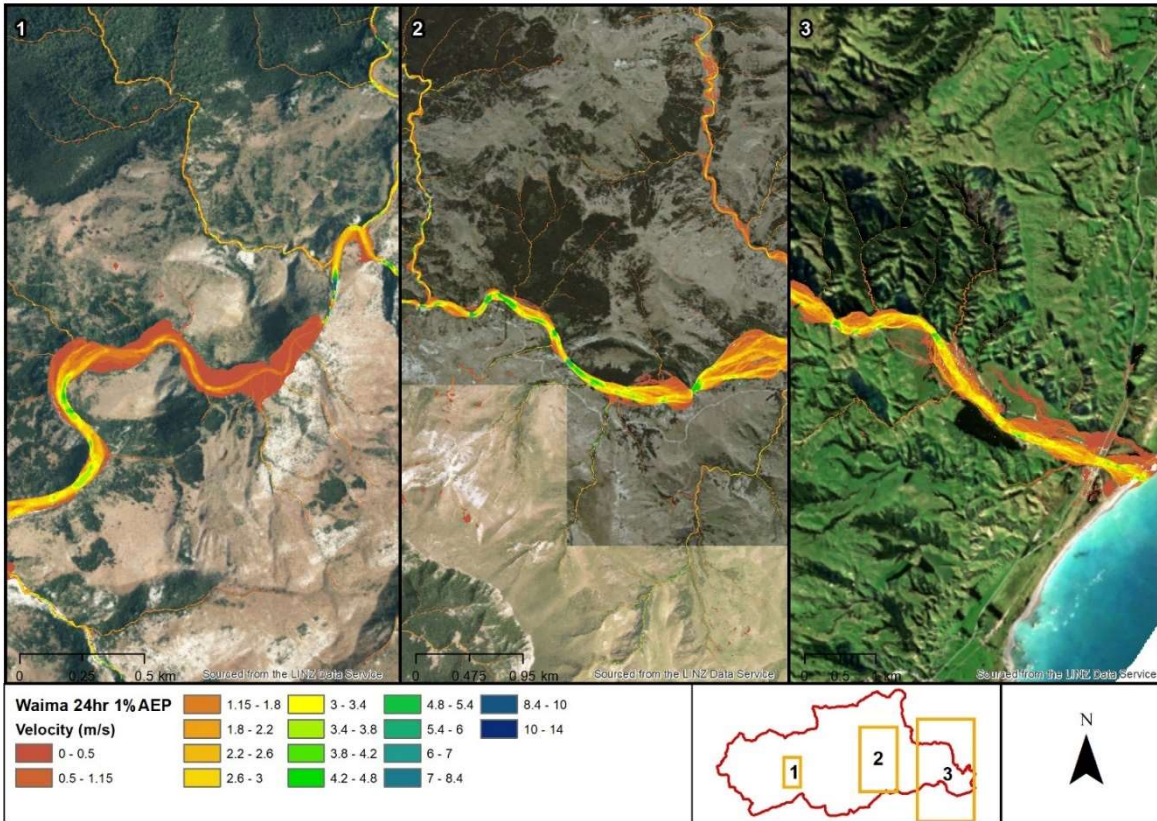 1
2
3
0 0.25 0.5 km
Sourced from the LINZ Data Service
0 0.475 0.95 km
Sourced from the LINZ Data Service
0
km
Sourced from the LINZ Data Service
Waima 24hr 1%AEP
Velocity (m/s)
0 - 0.5
0.5 - 1.15
1.15 - 1.8
1.8 - 2.2
2.2 - 2.6
2.6 - 3
3 - 3.4
3.4 - 3.8
3.8 - 4.2
4.2 - 4.8
4.8 - 5.4
5.4 - 6
6 - 7
7 - 8.4
8.4 - 10
10 - 14
1
2
3
N